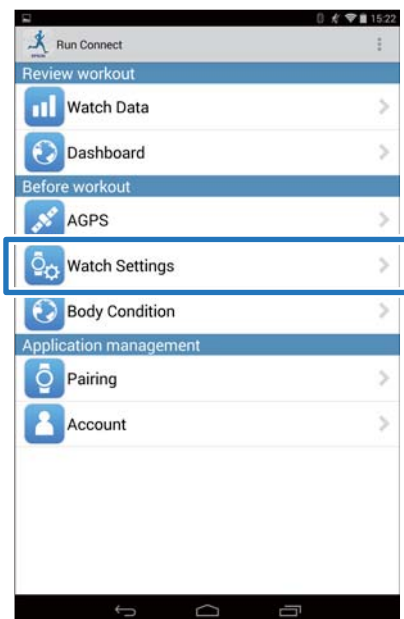 15:22
Run Connect
Review workout
Watch Data
Dashboard
Before workout
AGPS
Watch Settings
Body Condition
Application management
Pairing
Account